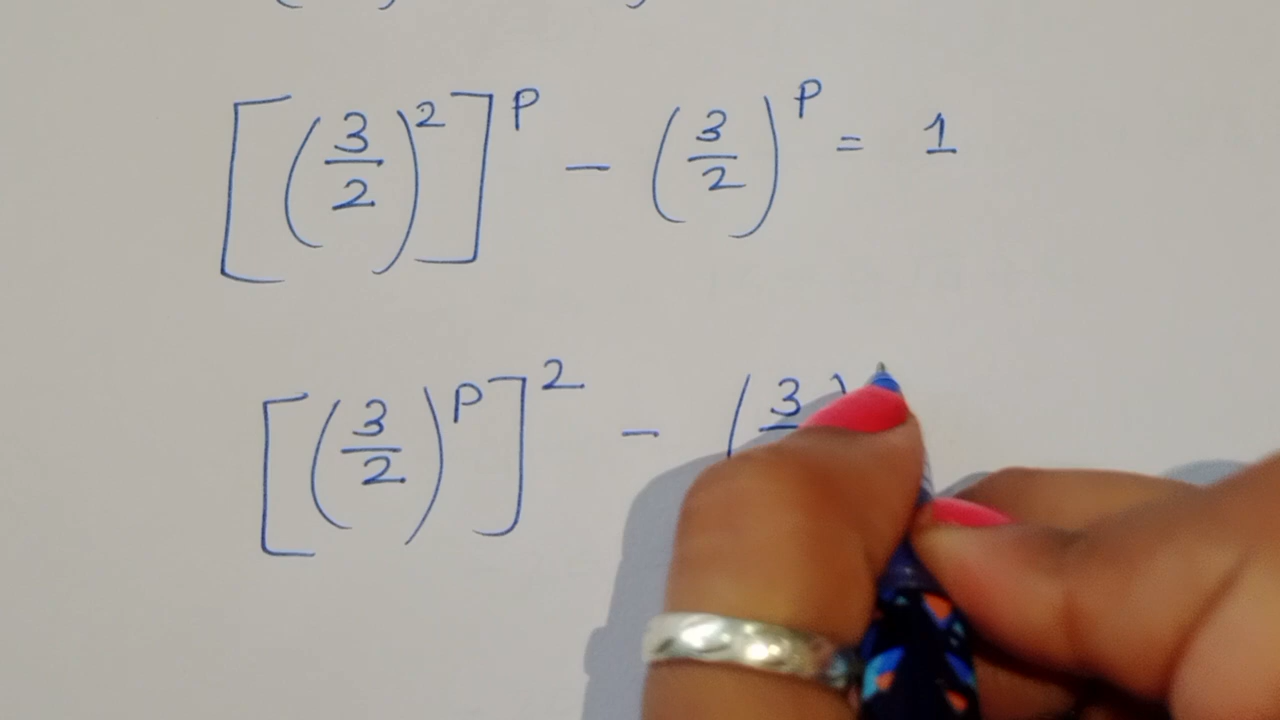 [(3/2)^2]^P - (3/2)^P = 1
[(3/2)^P]^2 - (3